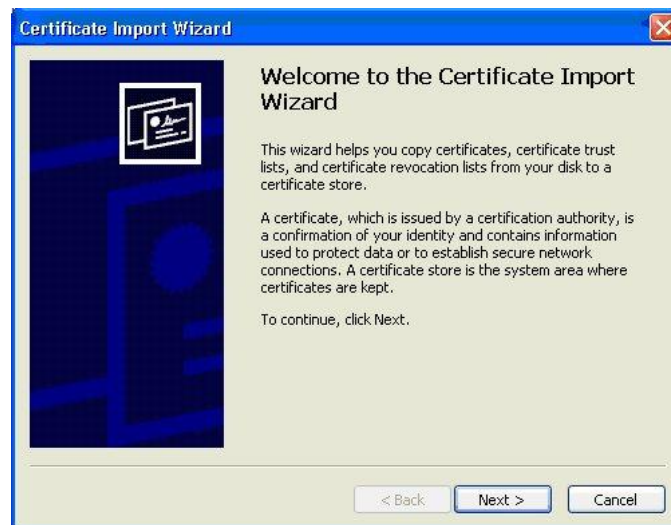 Certificate Import Wizard
Welcome to the Certificate Import
Wizard
This wizard helps you copy certificates, certificate trust
lists, and certificate revocation lists from your disk to a
certificate store.
A certificate, which is issued by a certification authority, is
a confirmation of your identity and contains information
used to protect data or to establish secure network
connections. A certificate store is the system area where
certificates are kept.
To continue, click Next.
< Back
Next >
Cancel